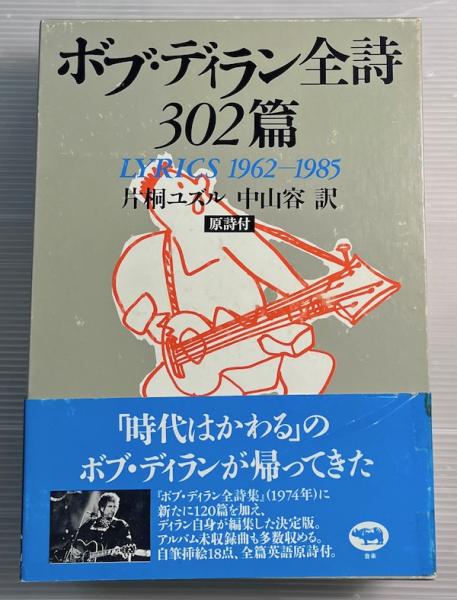 ボブ・ディラン全詩
302篇
LYRICS 1962–1985
片桐ユズル 中山容 訳
原詩付
「時代はかわる」の
ボブ・ディランが帰ってきた
『ボブ・ディラン全詩集』(1974年)に
新たに120篇を加え、
ディラン自身が編集した決定版。
アルバム未収録曲も多数収める。
自筆挿絵18点、全篇英語原詩付。
音楽